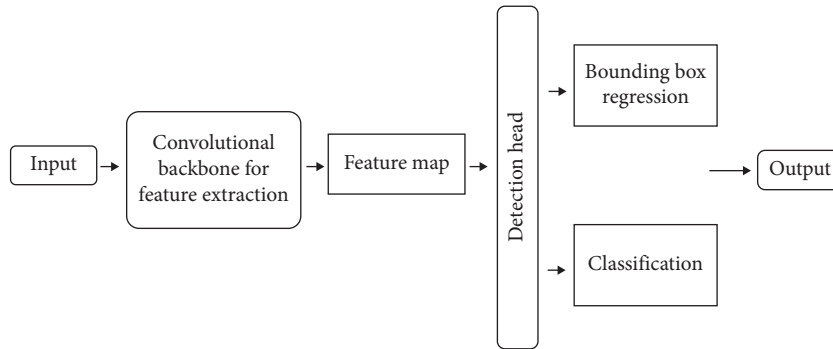 Input
Convolutional
backbone for
feature extraction
Feature map
Detection head
Bounding box
regression
Classification
Output